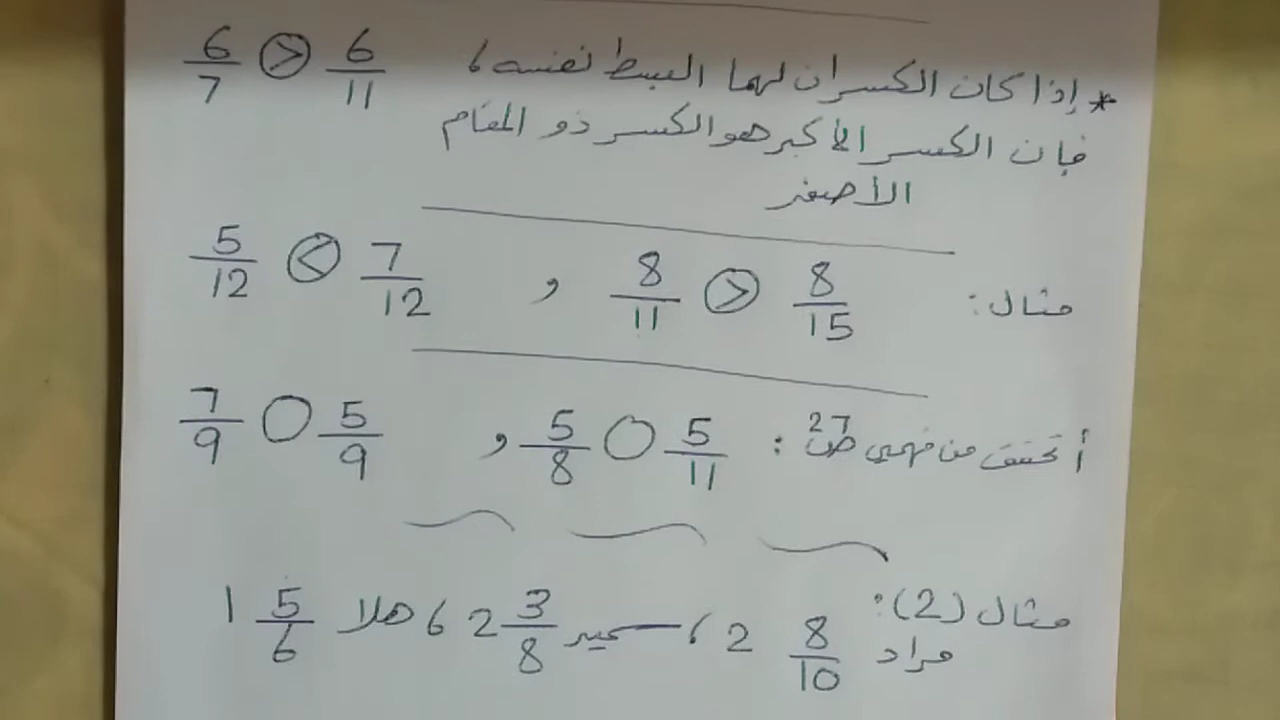 * إذا كان الكسران لهما البسط نفسه، 6/7 > 6/11
فإن الكسر الأكبر هو الكسر ذو المقام
الأصغر
مثال: 8/11 > 8/15 , 5/12 < 7/12
أتحقق من فهمي ص27: 5/8 ○ 5/11 , 7/9 ○ 5/9
مثال (2):
مراد 2 8/10 ، سمير 2 3/8 ، هلا 1 5/6